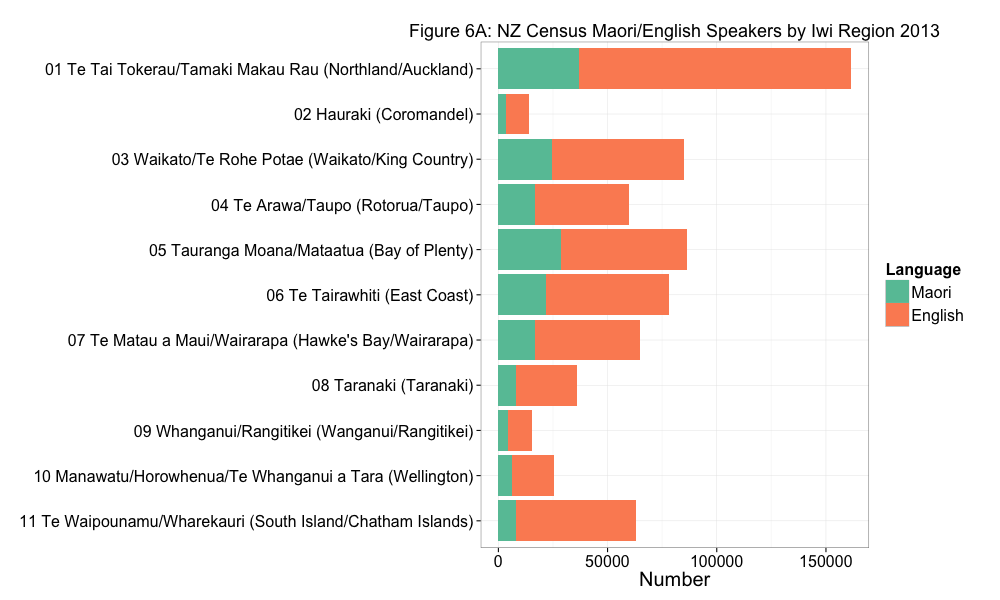 Figure 6A: NZ Census Maori/English Speakers by Iwi Region 2013
01 Te Tai Tokerau/Tamaki Makau Rau (Northland/Auckland)
02 Hauraki (Coromandel)
03 Waikato/Te Rohe Potae (Waikato/King Country)
04 Te Arawa/Taupo (Rotorua/Taupo)
05 Tauranga Moana/Mataatua (Bay of Plenty)
06 Te Tairawhiti (East Coast)
07 Te Matau a Maui/Wairarapa (Hawke's Bay/Wairarapa)
08 Taranaki (Taranaki)
09 Whanganui/Rangitikei (Wanganui/Rangitikei)
10 Manawatu/Horowhenua/Te Whanganui a Tara (Wellington)
11 Te Waipounamu/Wharekauri (South Island/Chatham Islands)
0 50000 100000 150000
Number
Language
Maori
English